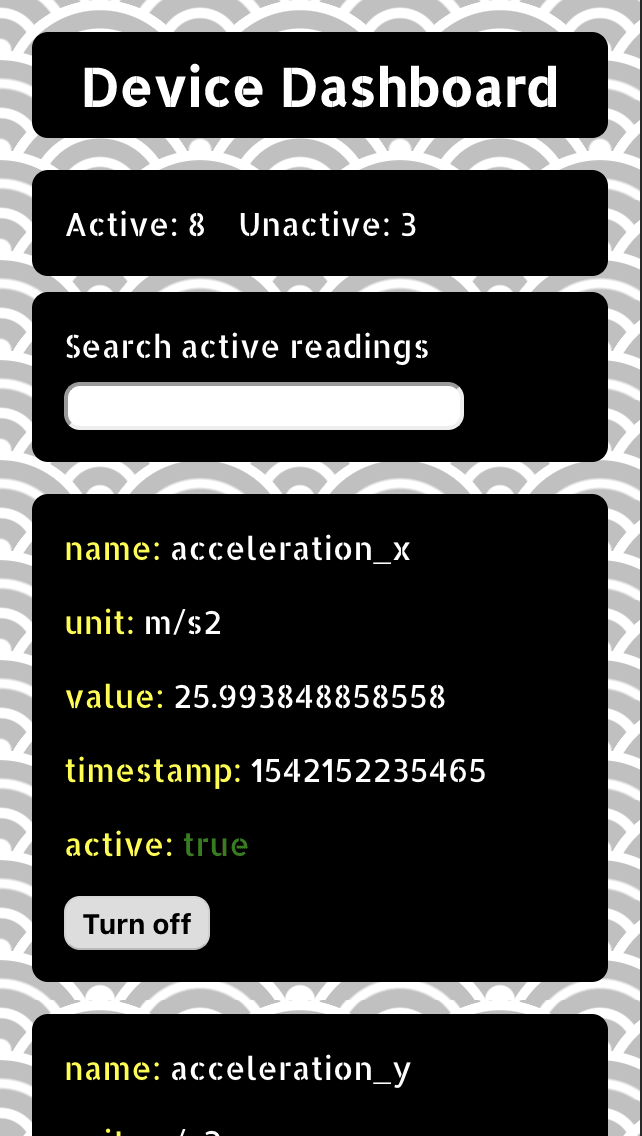 Device Dashboard
Active: 8 Unactive: 3
Search active readings
name: acceleration_x
unit: m/s2
value: 25.993848858558
timestamp: 1542152235465
active: true
Turn off
name: acceleration_y